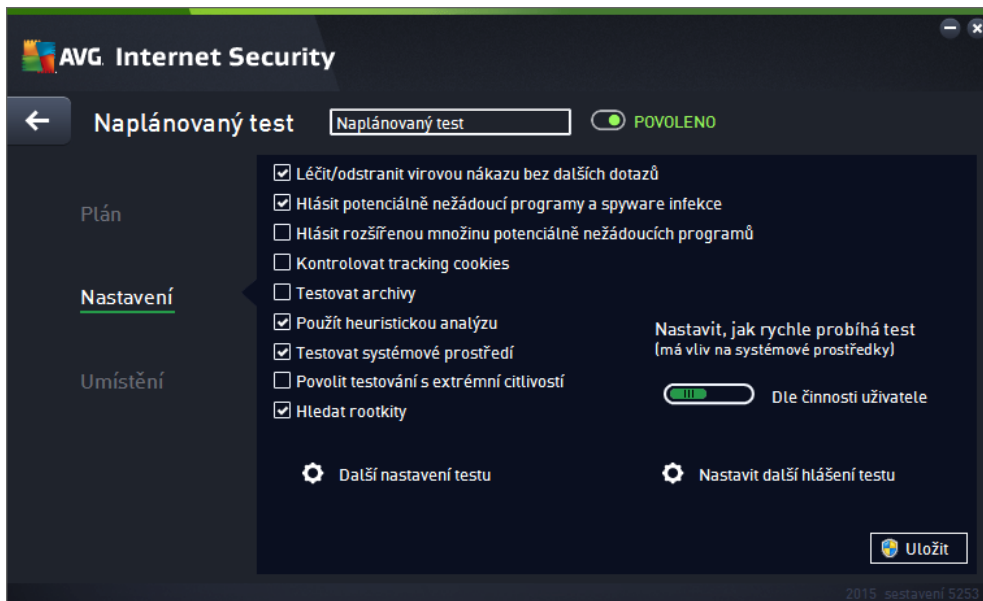 AVG. Internet Security
Naplánovaný test
Naplánovaný test
POVOLENO
Plán
Nastavení
Umístění
Léčit/odstranit virovou nákazu bez dalších dotazů
Hlásit potenciálně nežádoucí programy a spyware infekce
Hlásit rozšířenou množinu potenciálně nežádoucích programů
Kontrolovat tracking cookies
Testovat archivy
Použít heuristickou analýzu
Testovat systémové prostředí
Povolit testování s extrémní citlivostí
Hledat rootkity
Nastavit, jak rychle probíhá test
(má vliv na systémové prostředky)
Dle činnosti uživatele
Další nastavení testu
Nastavit další hlášení testu
Uložit
2015 sestavení 5253